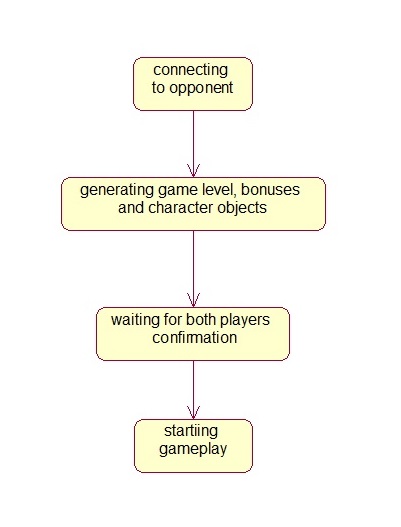 connecting
to opponent
generating game level, bonuses
and character objects
waiting for both players
confirmation
startiing
gameplay